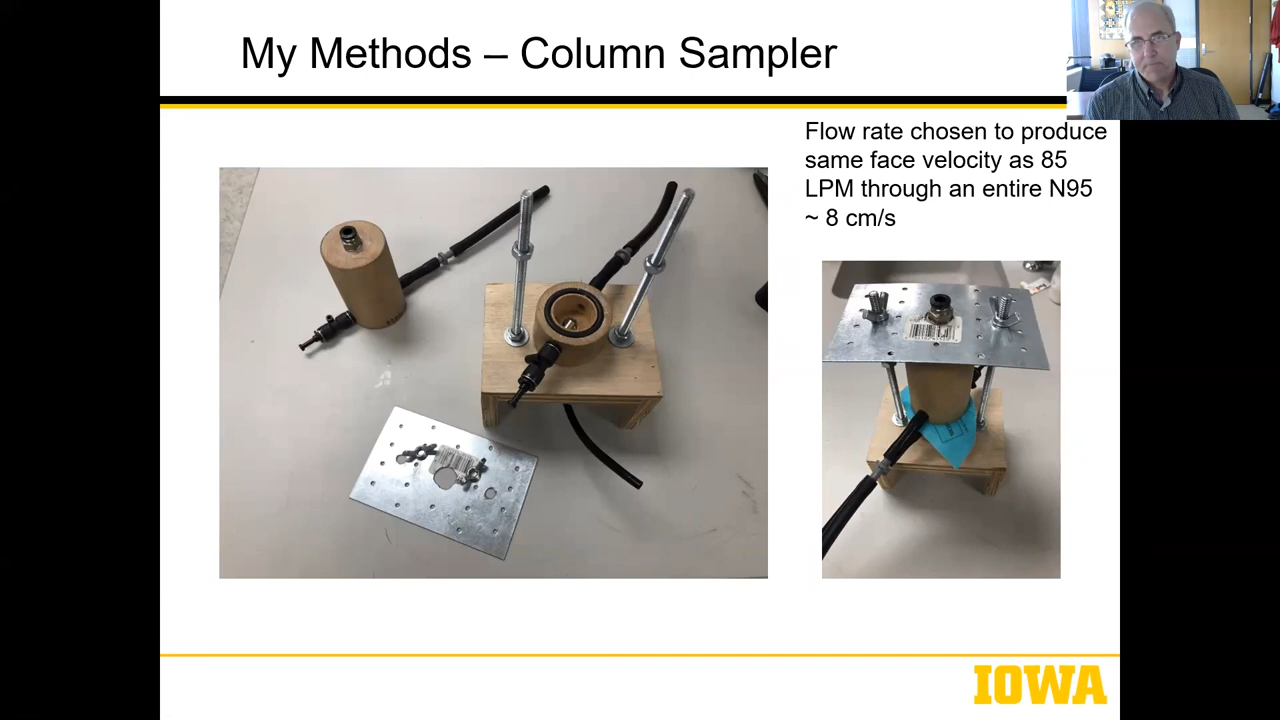 My Methods – Column Sampler
Flow rate chosen to produce
same face velocity as 85
LPM through an entire N95
~ 8 cm/s
IOWA